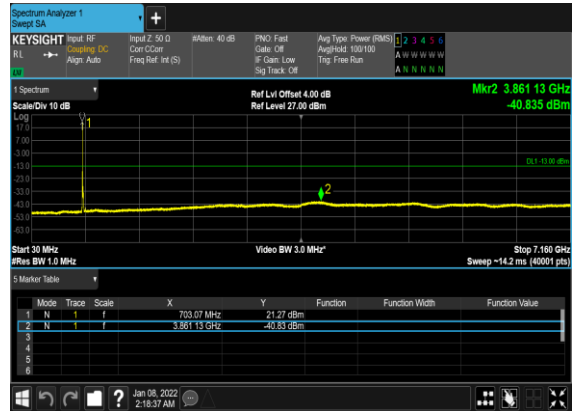 Spectrum Analyzer 1
Swept SA
+
KEYSIGHT Input: RF Input Z: 50 Ω #Atten: 40 dB PNO: Fast Avg Type: Power (RMS) 1 2 3 4 5 6
RL Coupling: DC Corr CCorr Gate: Off Avg|Hold: 100/100 A W W W W W
Align: Auto Freq Ref: Int (S) IF Gain: Low Trig: Free Run
Sig Track: Off A N N N N N
1 Spectrum Ref Lvl Offset 4.00 dB Mkr2 3.861 13 GHz
Scale/Div 10 dB Ref Level 27.00 dBm -40.835 dBm
Log
17.0 1
7.00
-3.00
-13.0 DL1 -13.00 dBm
-23.0
-33.0 2
-43.0
-53.0
-63.0
Start 30 MHz Video BW 3.0 MHz* Stop 7.160 GHz
#Res BW 1.0 MHz Sweep ~14.2 ms (40001 pts)
5 Marker Table
Mode Trace Scale X Y Function Function Width Function Value
1 N 1 f 703.07 MHz 21.27 dBm
2 N 1 f 3.861 13 GHz -40.83 dBm
3
4
5
6
? Jan 08, 2022
2:18:37 AM